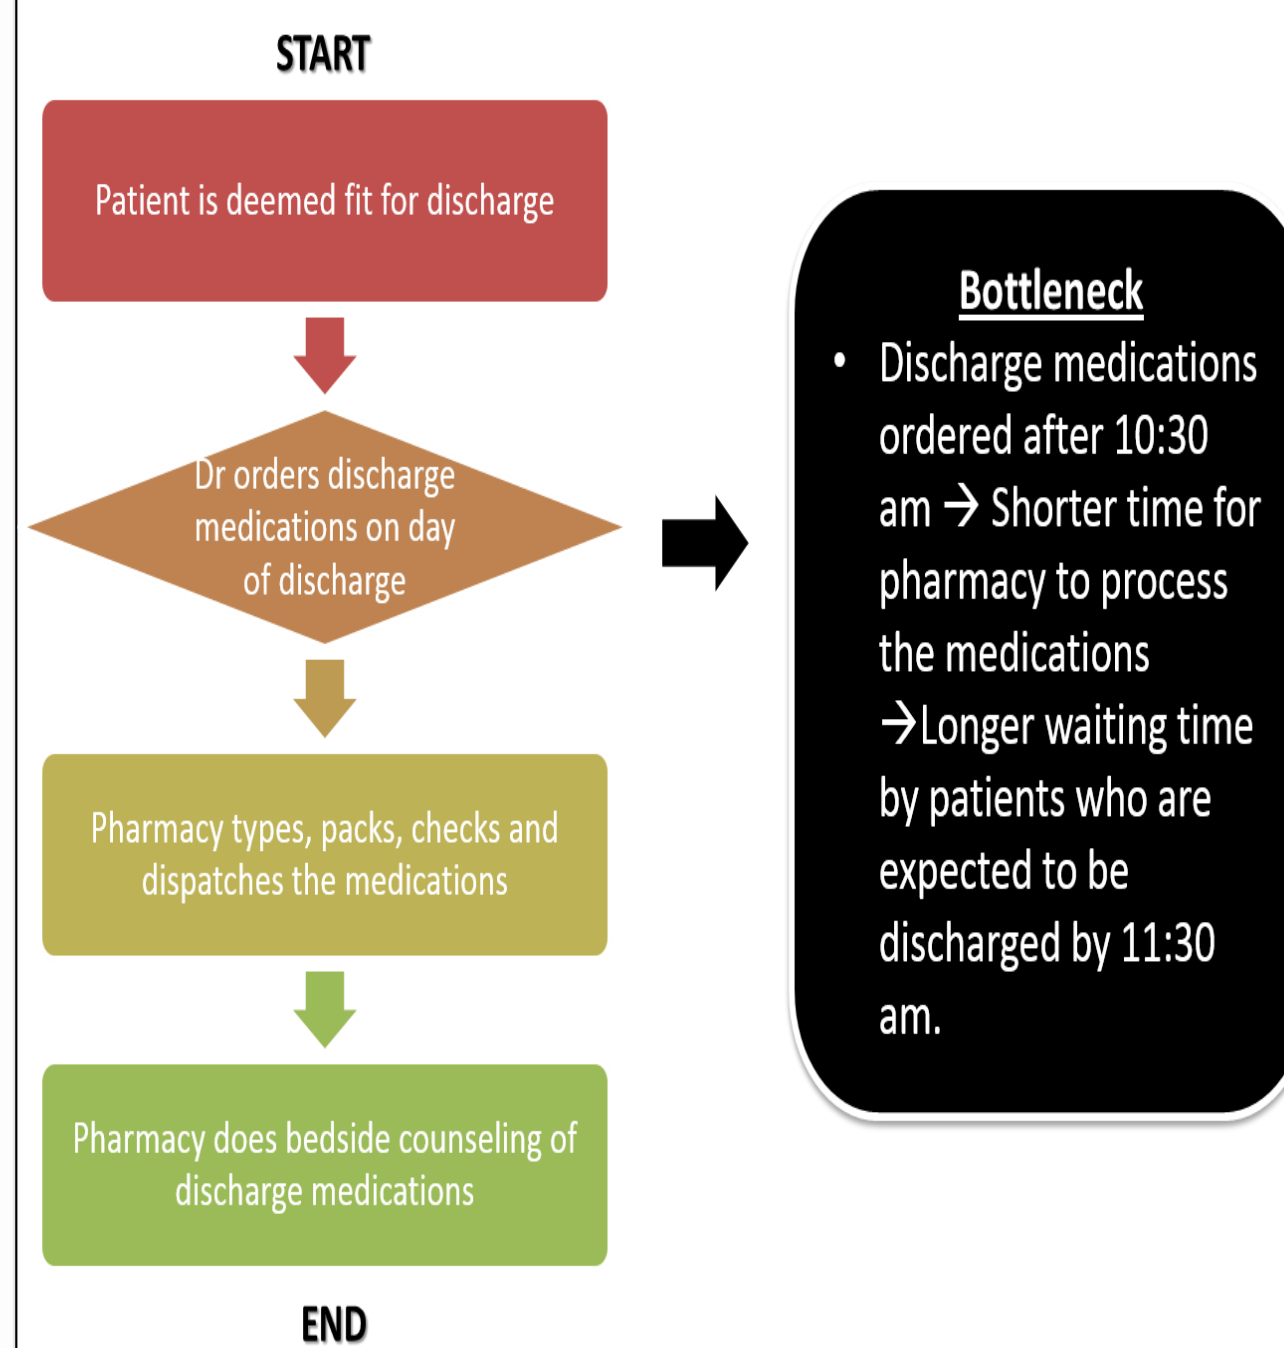 START
Patient is deemed fit for discharge
Dr orders discharge
medications on day
of discharge
Pharmacy types, packs, checks and
dispatches the medications
Pharmacy does bedside counseling of
discharge medications
END
Bottleneck
• Discharge medications
ordered after 10:30
am → Shorter time for
pharmacy to process
the medications
→Longer waiting time
by patients who are
expected to be
discharged by 11:30
am.